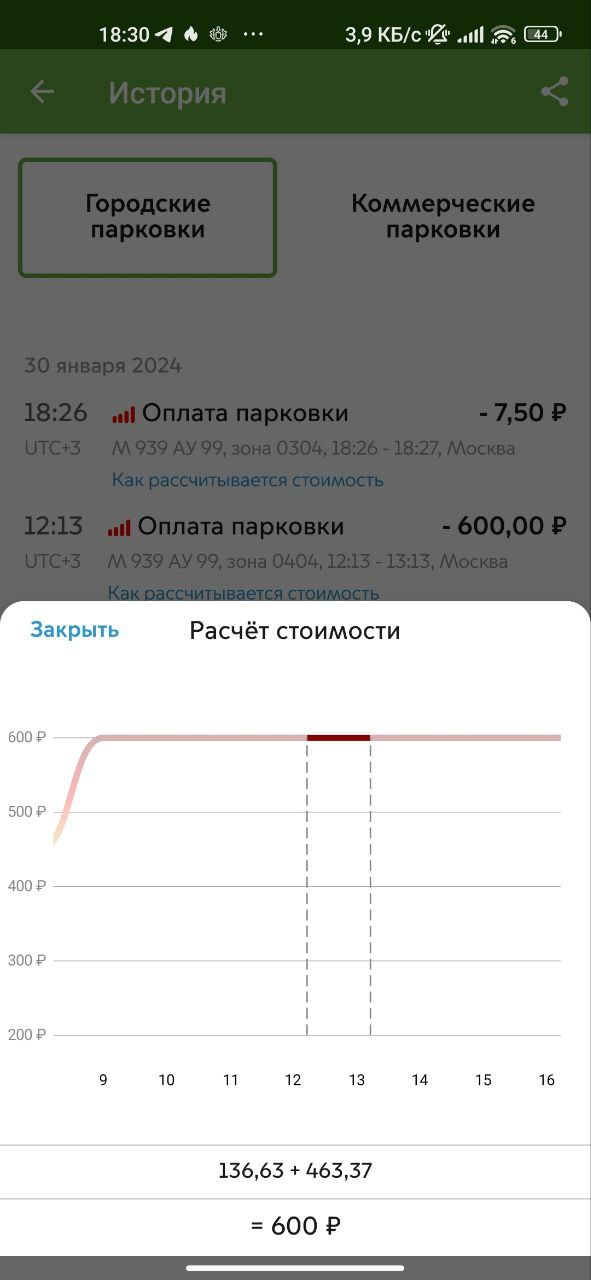 18:30 ... 3,9 КБ/с 44
История
Городские
парковки
Коммерческие
парковки
30 января 2024
18:26 Оплата парковки - 7,50 ₽
UTC+3 М 939 АУ 99, зона 0304, 18:26 - 18:27, Москва
Как рассчитывается стоимость
12:13 Оплата парковки - 600,00 ₽
UTC+3 М 939 АУ 99, зона 0404, 12:13 - 13:13, Москва
Как рассчитывается стоимость
Закрыть Расчёт стоимости
600 ₽
500 ₽
400 ₽
300 ₽
200 ₽
9 10 11 12 13 14 15 16
136,63 + 463,37
= 600 ₽